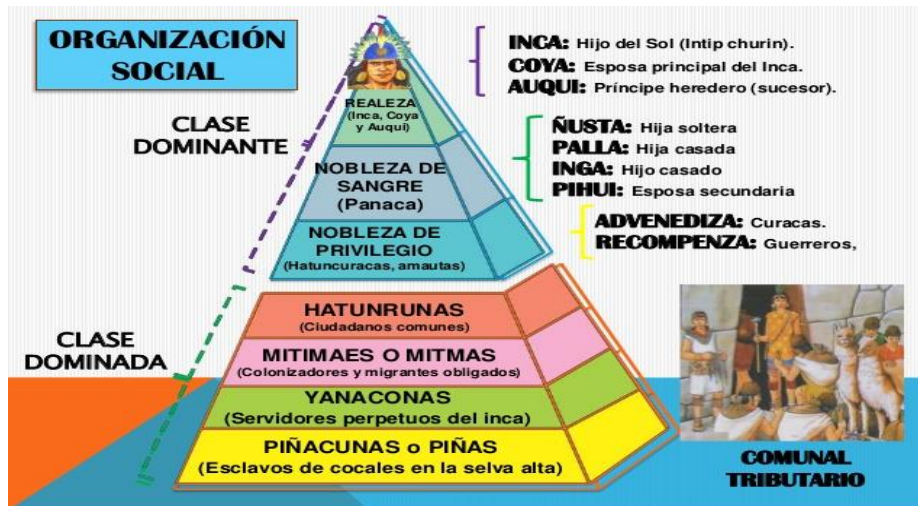 ORGANIZACIÓN
SOCIAL
CLASE
DOMINANTE
REALEZA
(Inca, Coya
y Auqui)
NOBLEZA DE
SANGRE
(Panaca)
NOBLEZA DE
PRIVILEGIO
(Hatuncuracas, amautas)
INCA: Hijo del Sol (Intip churin).
COYA: Esposa principal del Inca.
AUQUI: Príncipe heredero (sucesor).
ÑUSTA: Hija soltera
PALLA: Hija casada
INGA: Hijo casado
PIHUI: Esposa secundaria
ADVENEDIZA: Curacas.
RECOMPENZA: Guerreros,
CLASE
DOMINADA
HATUNRUNAS
(Ciudadanos comunes)
MITIMAES O MITMAS
(Colonizadores y migrantes obligados)
YANACONAS
(Servidores perpetuos del inca)
PIÑACUNAS o PIÑAS
(Esclavos de cocales en la selva alta)
COMUNAL
TRIBUTARIO